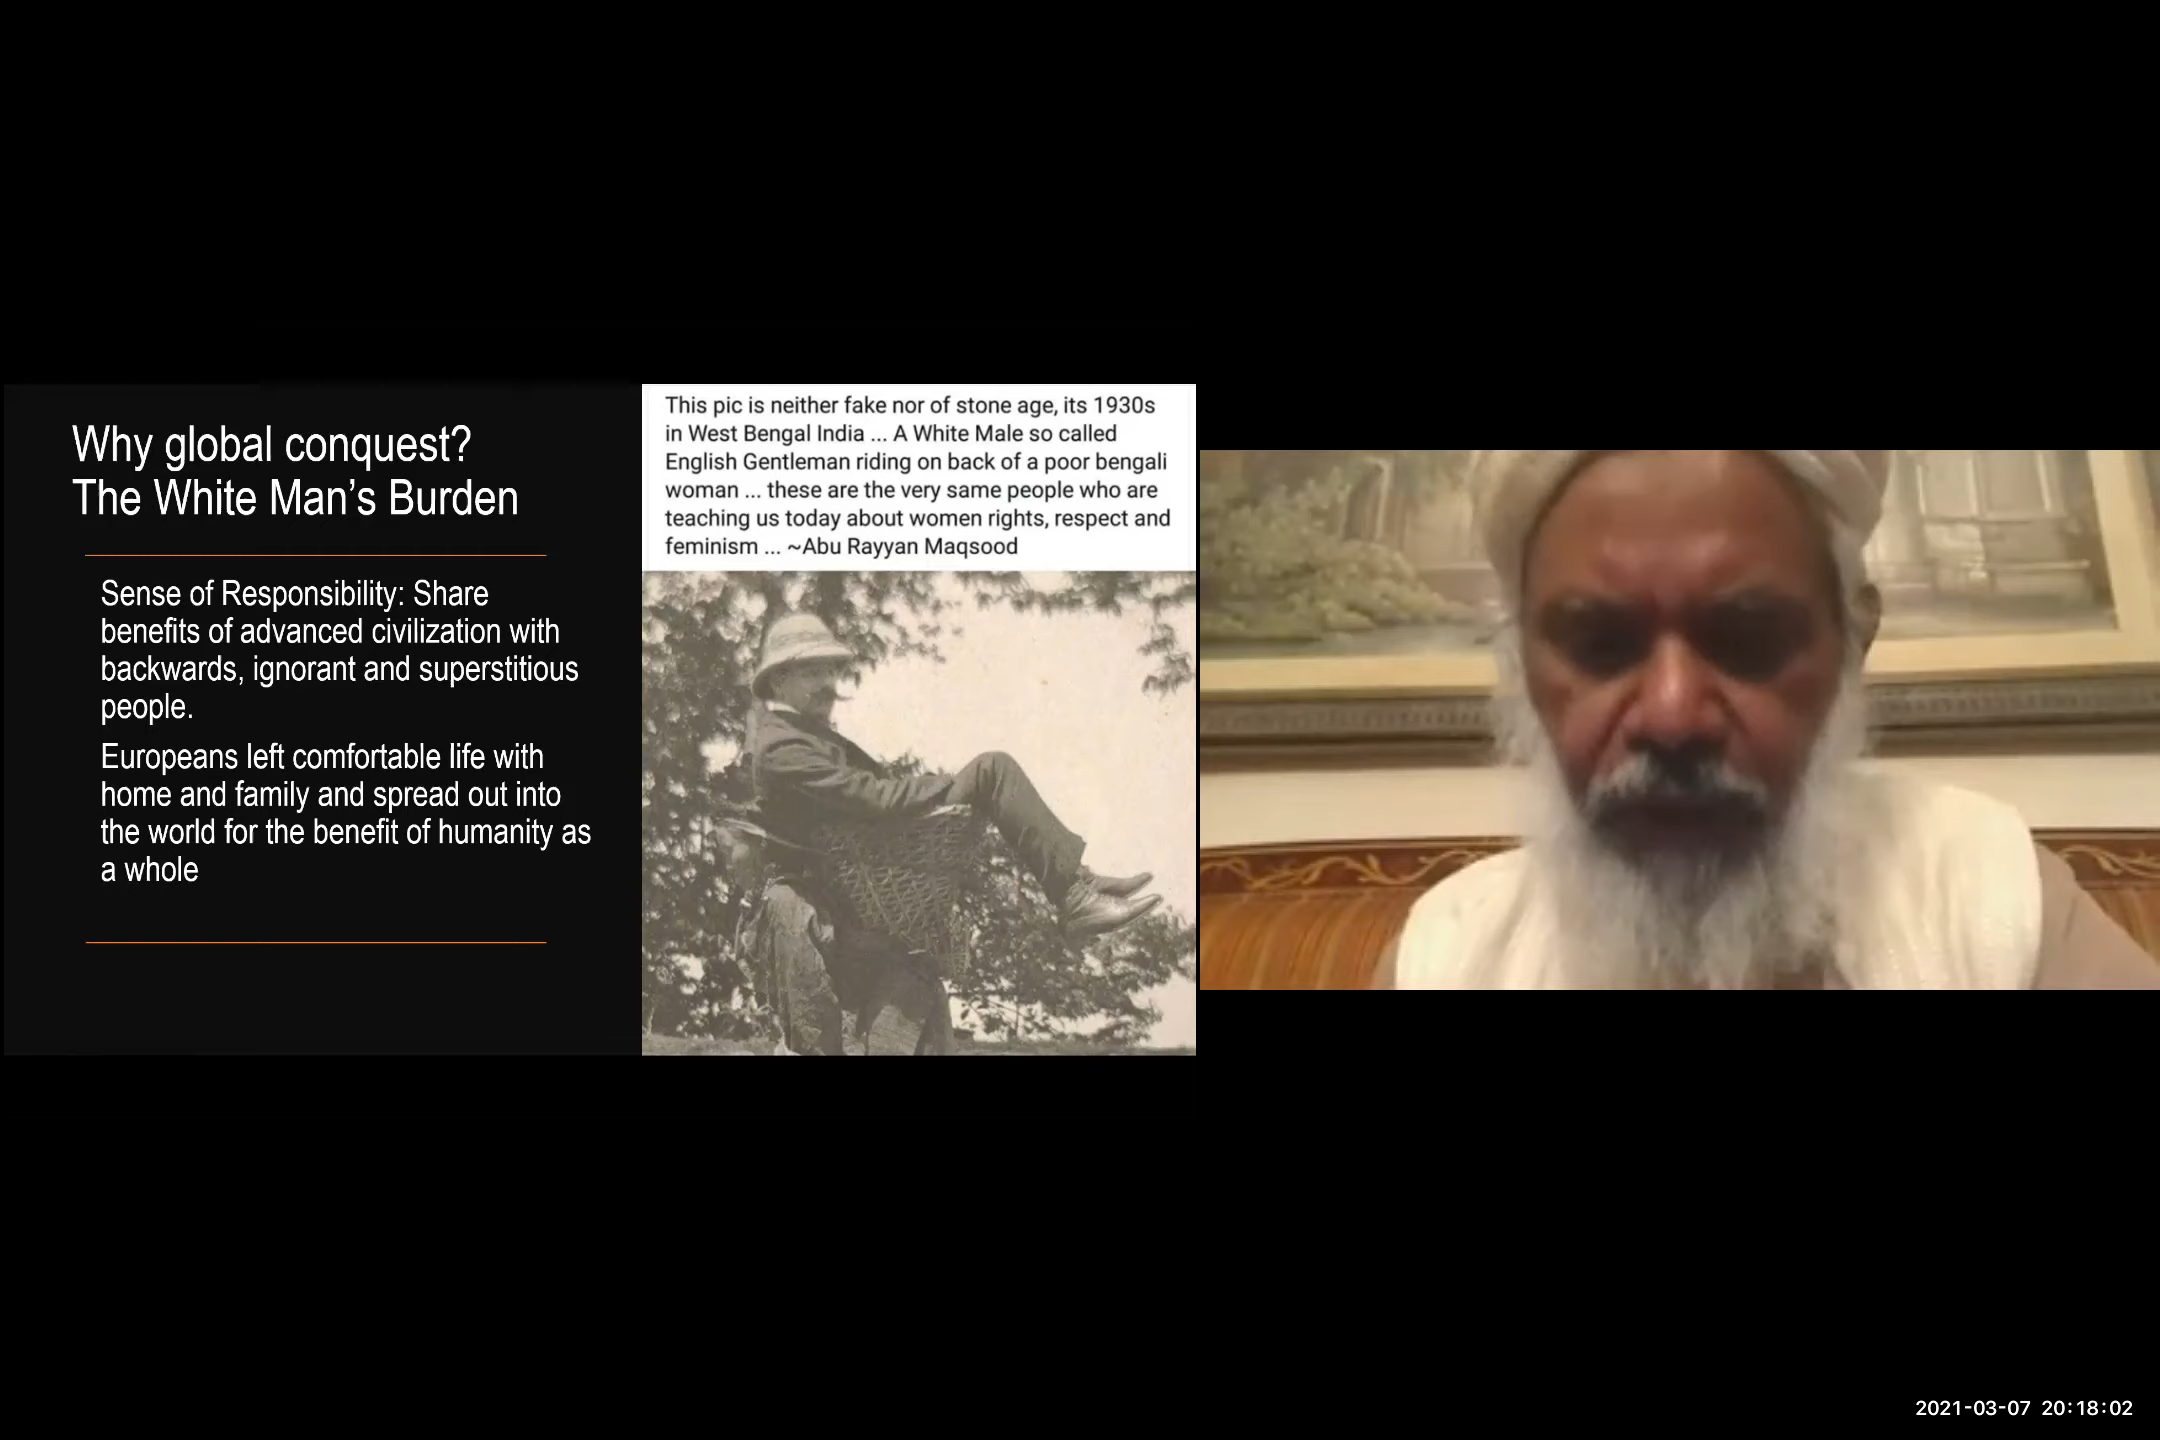 Why global conquest?
The White Man’s Burden
Sense of Responsibility: Share
benefits of advanced civilization with
backwards, ignorant and superstitious
people.
Europeans left comfortable life with
home and family and spread out into
the world for the benefit of humanity as
a whole
This pic is neither fake nor of stone age, its 1930s
in West Bengal India ... A White Male so called
English Gentleman riding on back of a poor bengali
woman ... these are the very same people who are
teaching us today about women rights, respect and
feminism ... ~Abu Rayyan Maqsood
2021-03-07 20:18:02